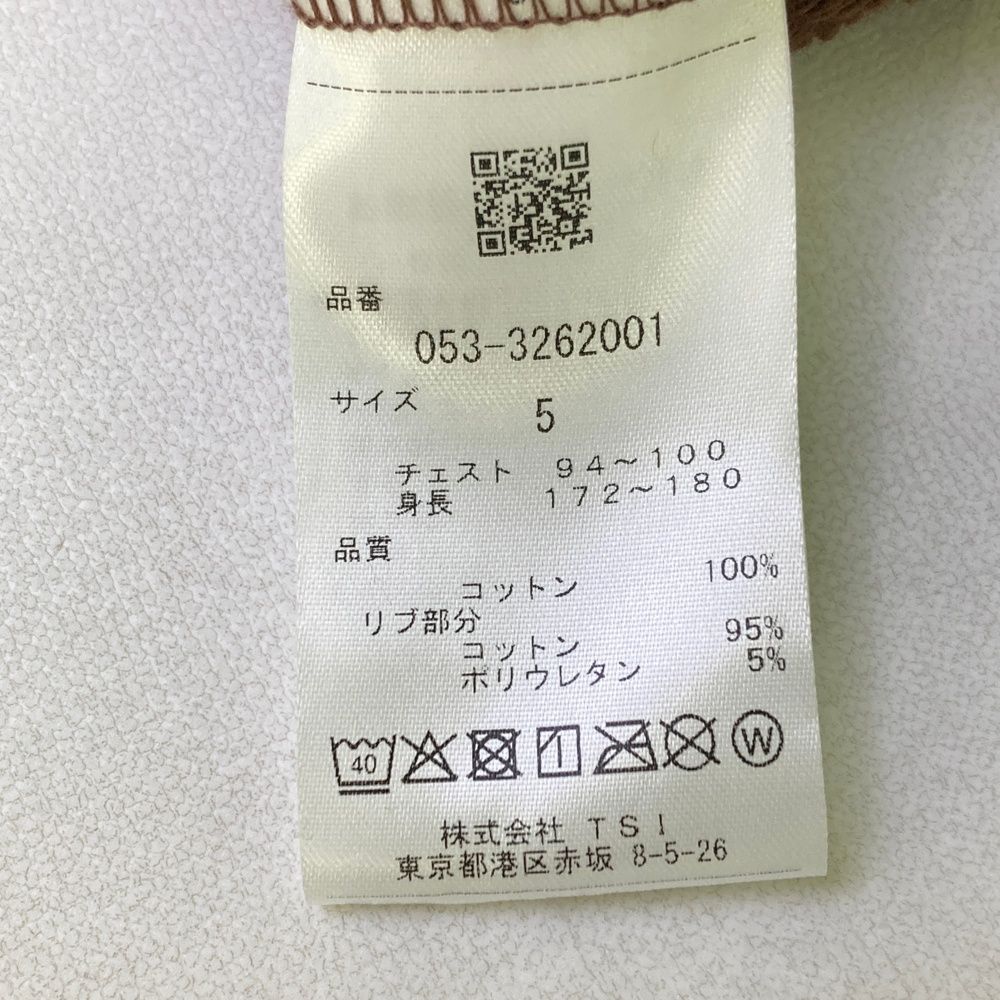 品番
053-3262001
サイズ 5
チェスト 94～100
身長 172～180
品質
コットン 100%
リブ部分
コットン 95%
ポリウレタン 5%
40 W
株式会社 TSI
東京都港区赤坂 8-5-26